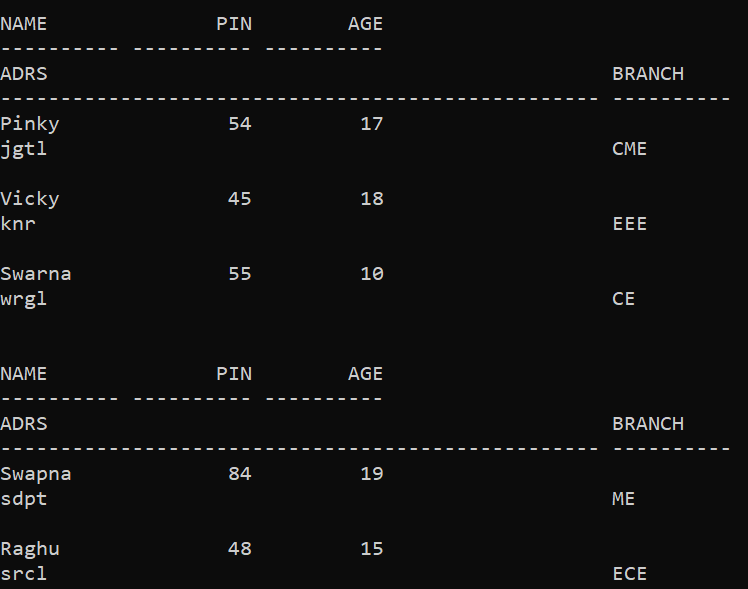 NAME              PIN        AGE
---------- ---------- ----------
ADRS                                               BRANCH
-------------------------------------------------- ----------
Pinky              54         17
jgtl                                               CME
Vicky              45         18
knr                                                EEE
Swarna             55         10
wrgl                                               CE
NAME              PIN        AGE
---------- ---------- ----------
ADRS                                               BRANCH
-------------------------------------------------- ----------
Swapna             84         19
sdpt                                               ME
Raghu              48         15
srcl                                               ECE